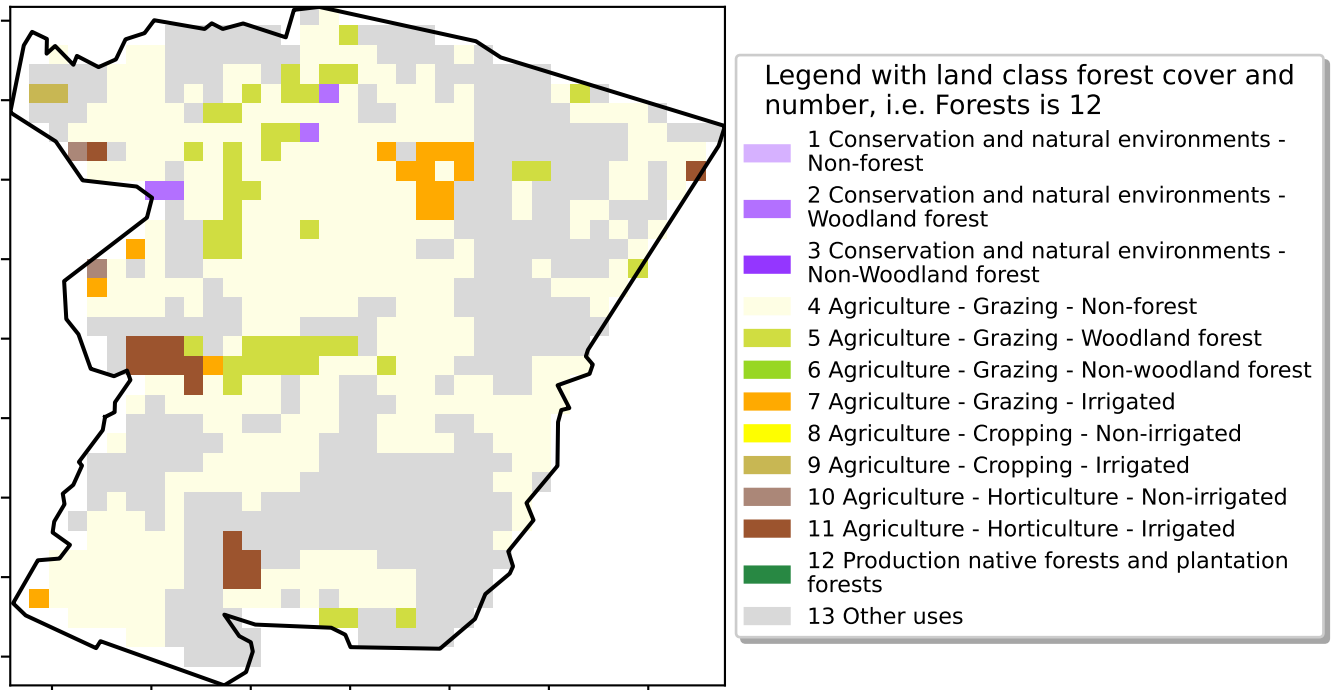 Legend with land class forest cover and
number, i.e. Forests is 12
1 Conservation and natural environments -
Non-forest
2 Conservation and natural environments -
Woodland forest
3 Conservation and natural environments -
Non-Woodland forest
4 Agriculture - Grazing - Non-forest
5 Agriculture - Grazing - Woodland forest
6 Agriculture - Grazing - Non-woodland forest
7 Agriculture - Grazing - Irrigated
8 Agriculture - Cropping - Non-irrigated
9 Agriculture - Cropping - Irrigated
10 Agriculture - Horticulture - Non-irrigated
11 Agriculture - Horticulture - Irrigated
12 Production native forests and plantation
forests
13 Other uses